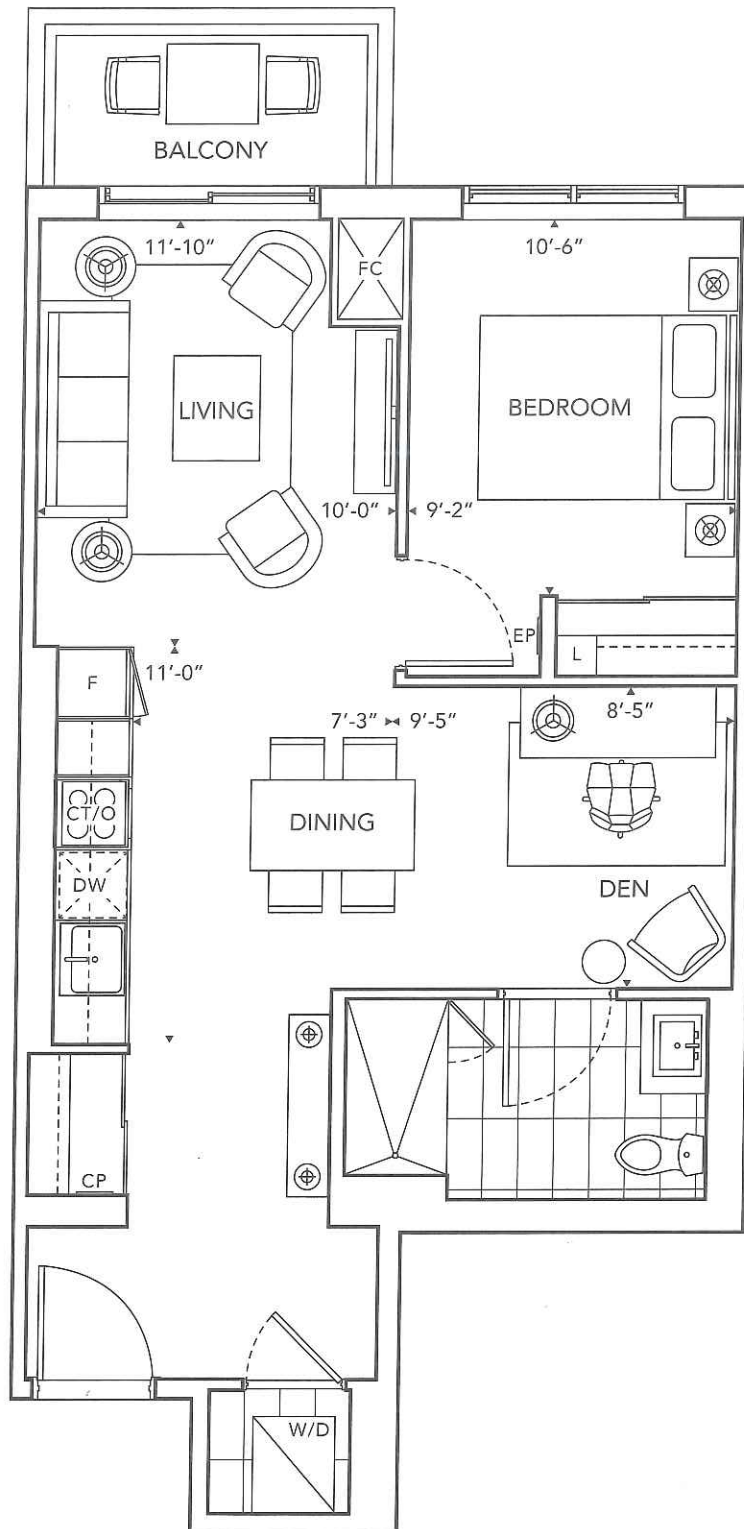 BALCONY
11'-10" 10'-6"
FC
LIVING BEDROOM
10'-0" 9'-2"
EP L
F 11'-0"
7'-3" 9'-5" 8'-5"
CT/O DINING
DW DEN
CP
W/D